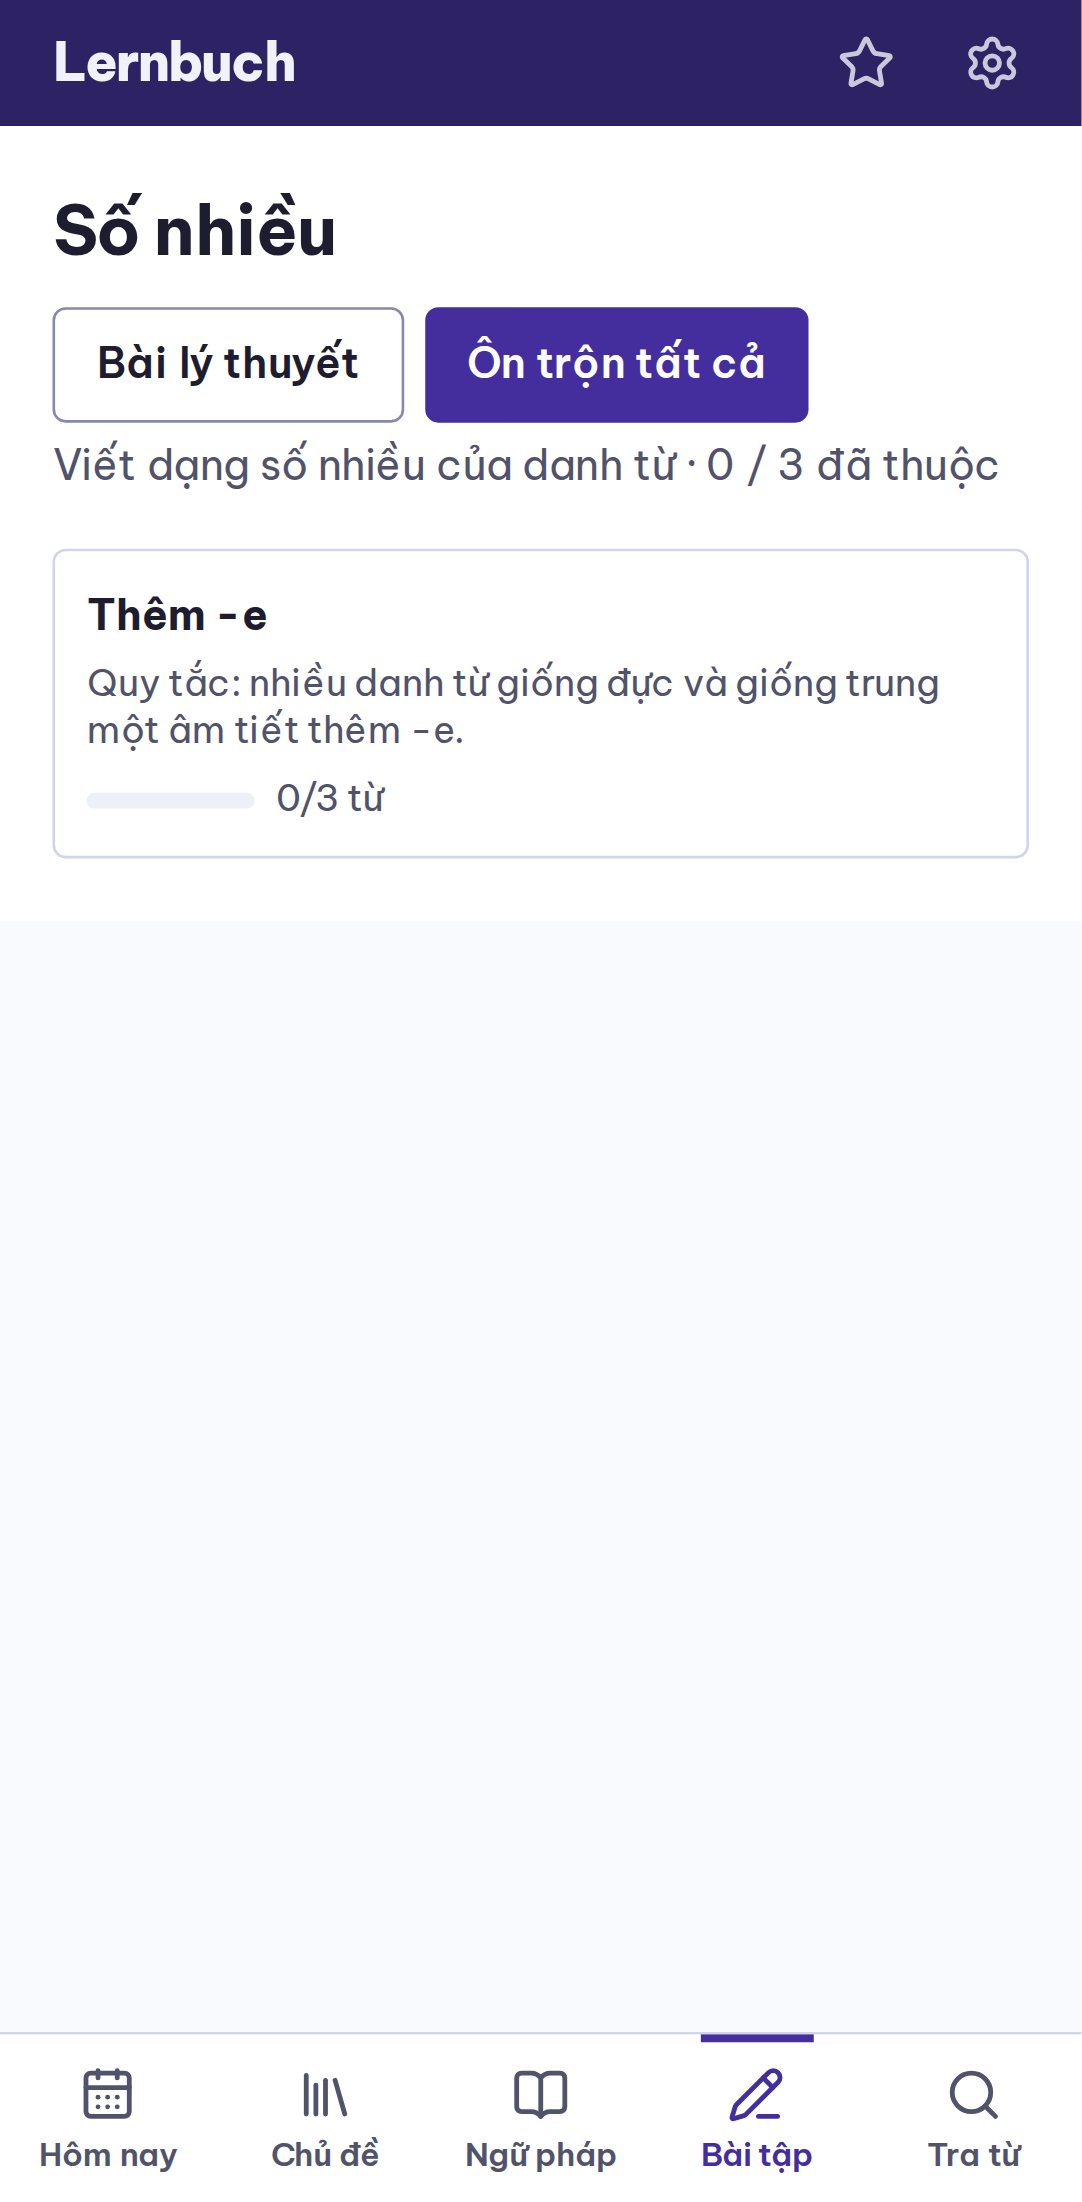 Lernbuch
Số nhiều
Bài lý thuyết
Ôn trộn tất cả
Viết dạng số nhiều của danh từ · 0 / 3 đã thuộc
Thêm -e
Quy tắc: nhiều danh từ giống đực và giống trung
một âm tiết thêm -e.
0/3 từ
Hôm nay
Chủ đề
Ngữ pháp
Bài tập
Tra từ